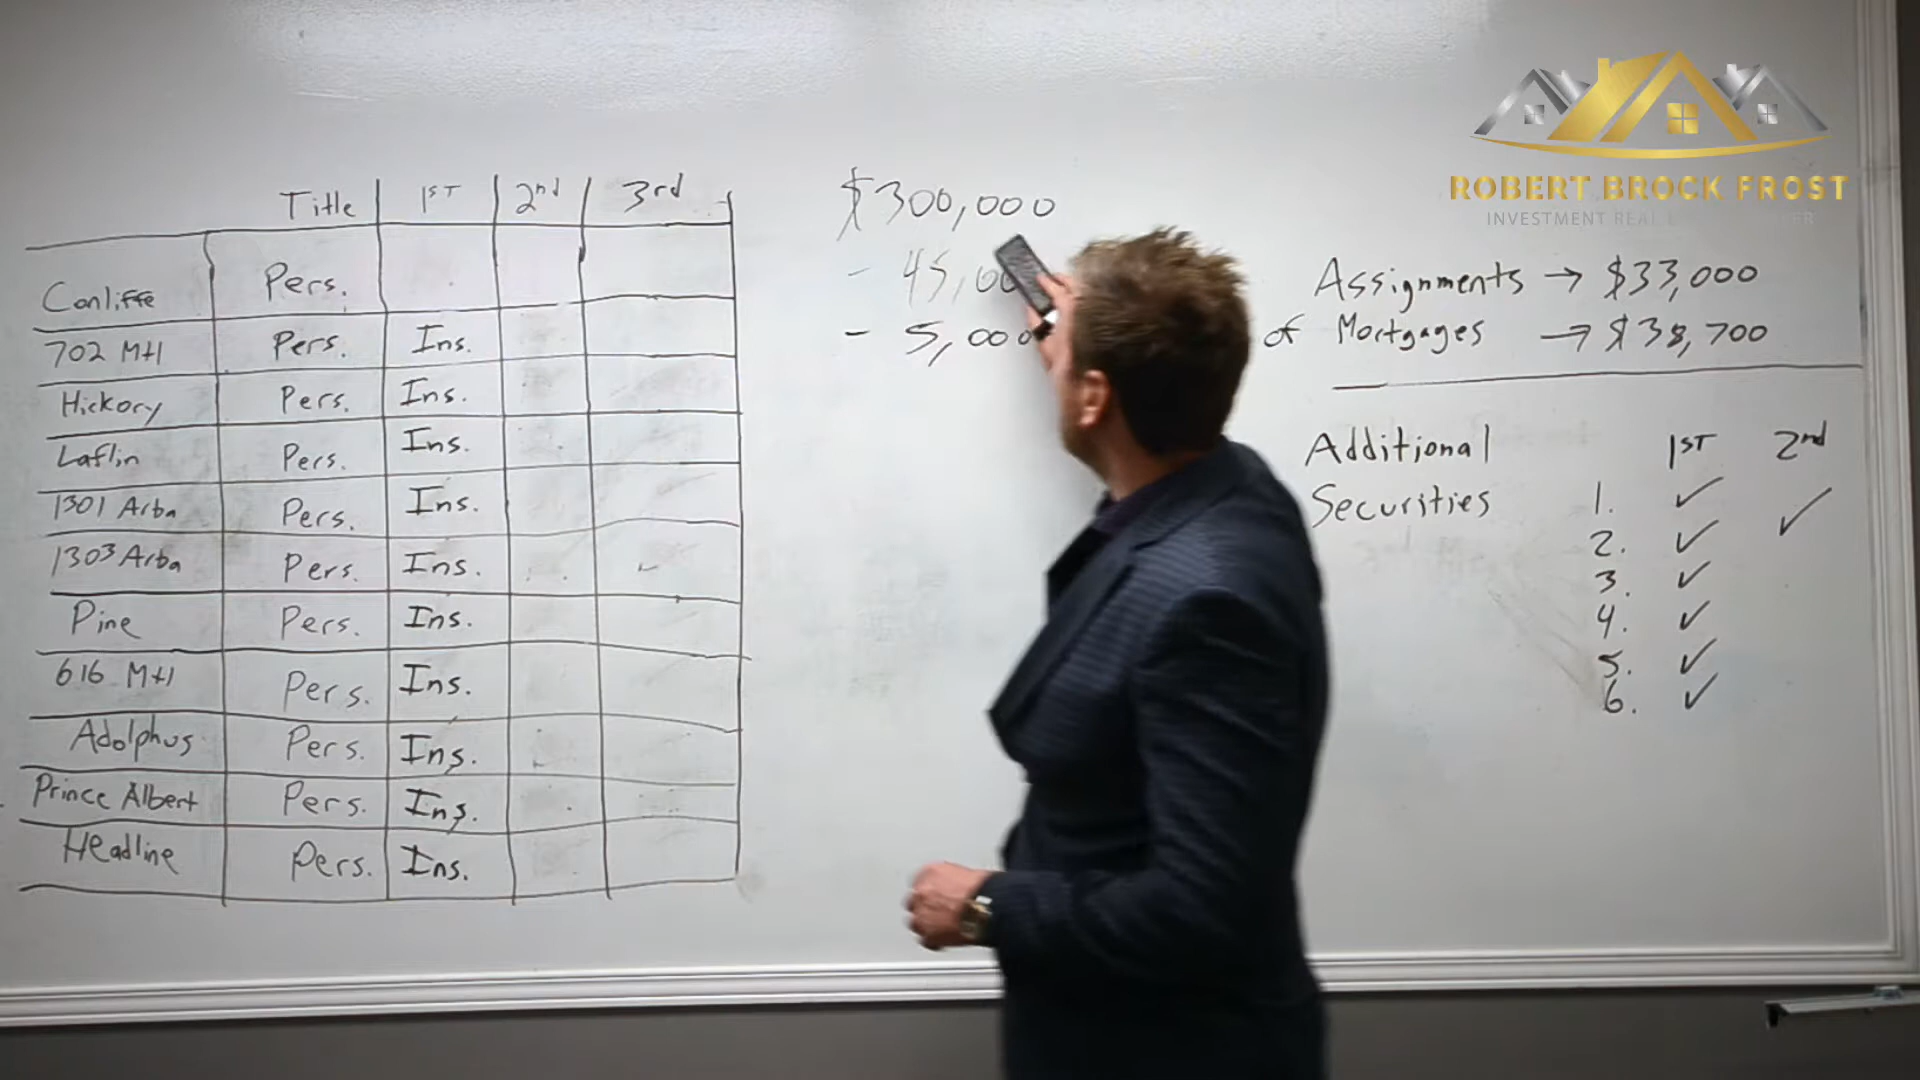 Title 1ST 2nd 3rd
Conliffe Pers.
702 Mtl Pers. Ins.
Hickory Pers. Ins.
Laflin Pers. Ins.
1301 Arba Pers. Ins.
1303 Arba Pers. Ins.
Pine Pers. Ins.
616 Mtl Pers. Ins.
Adolphus Pers. Ins.
Prince Albert Pers. Ins.
Headline Pers. Ins.
$300,000
- 45,00
- 5,000
ROBERT BROCK FROST
INVESTMENT REAL
Assignments → $33,000
of Mortgages → $38,700
Additional 1ST 2nd
Securities 1. ✓ ✓
2. ✓
3. ✓
4. ✓
5. ✓
6. ✓